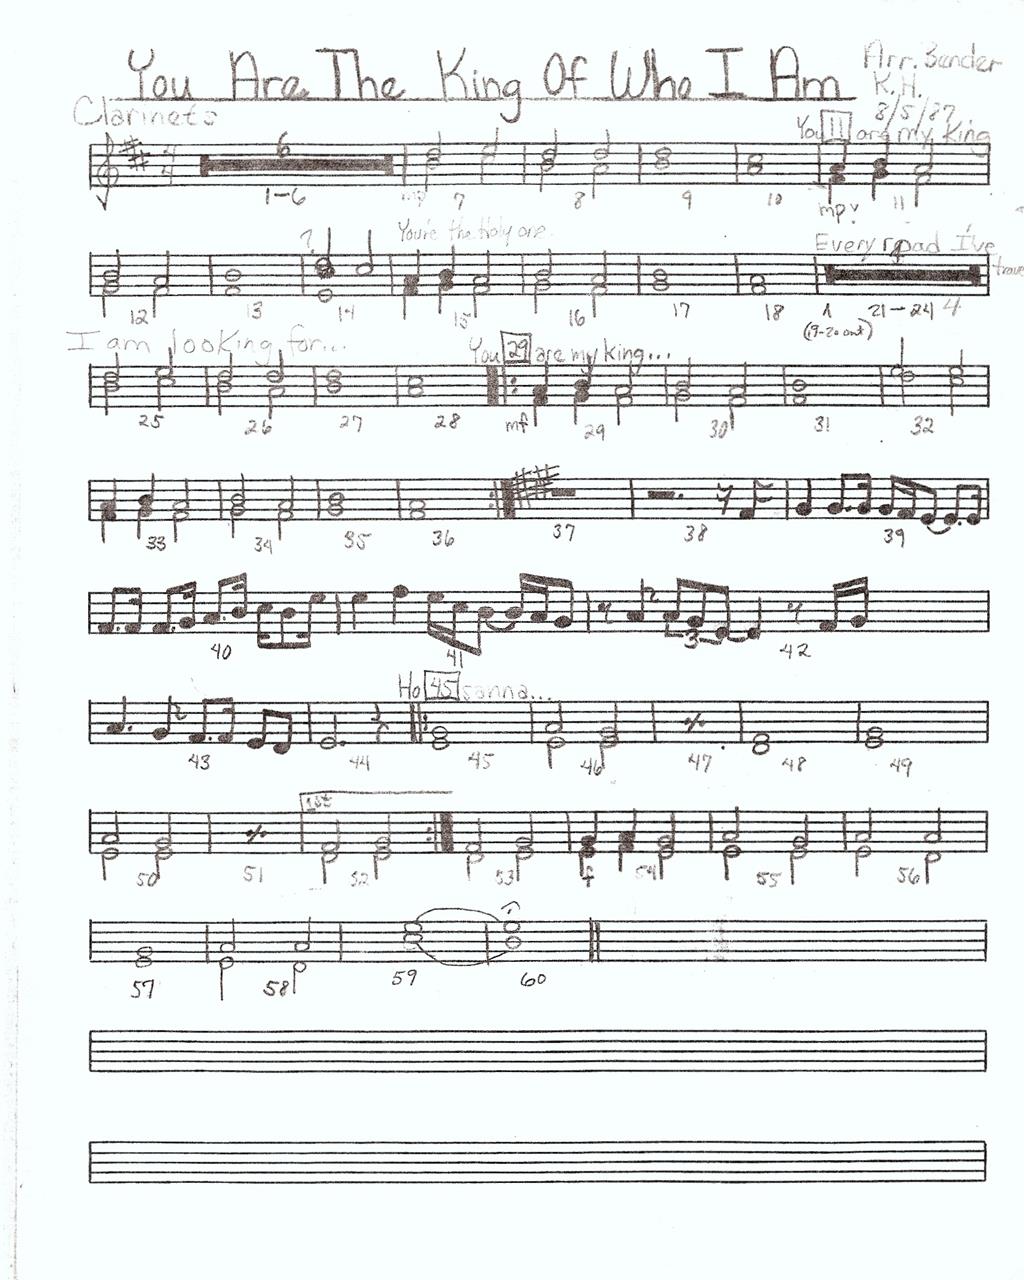 You Are The King Of Who I Am
Arr. Bender
K.H.
8/5/87
Clarinets
You 11 are my King
6
1-6 mp 7 8 9 10 mp 11
? You're the Holy one Every road I've
12 13 14 15 16 17 18 1 21-24 4
(19-20 out)
I am looking for... You 29 are my king...
25 26 27 28 mf 29 30 31 32
33 34 35 36 37 38 39
3
40 41 42
Ho 45 sanna...
43 44 45 46 47 48 49
1st
50 51 52 53 f 54 55 56
57 58 59 60